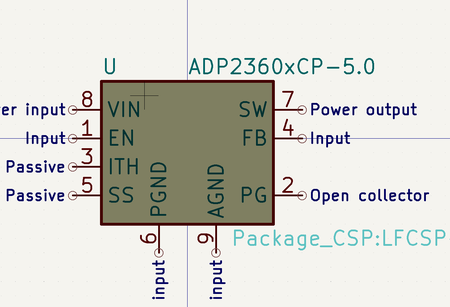 U ADP2360xCP-5.0
er input 8 VIN SW 7 Power output
Input 1 EN FB 4 Input
Passive 3 ITH
Passive 5 SS PGND AGND PG 2 Open collector
6 9 Package_CSP:LFCSP
input input